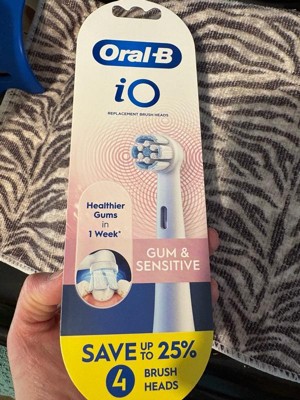 Oral-B
iO
REPLACEMENT BRUSH HEADS
Healthier
Gums
in
1 Week*
GUM &
SENSITIVE
SAVE UP TO 25%
4 BRUSH
HEADS